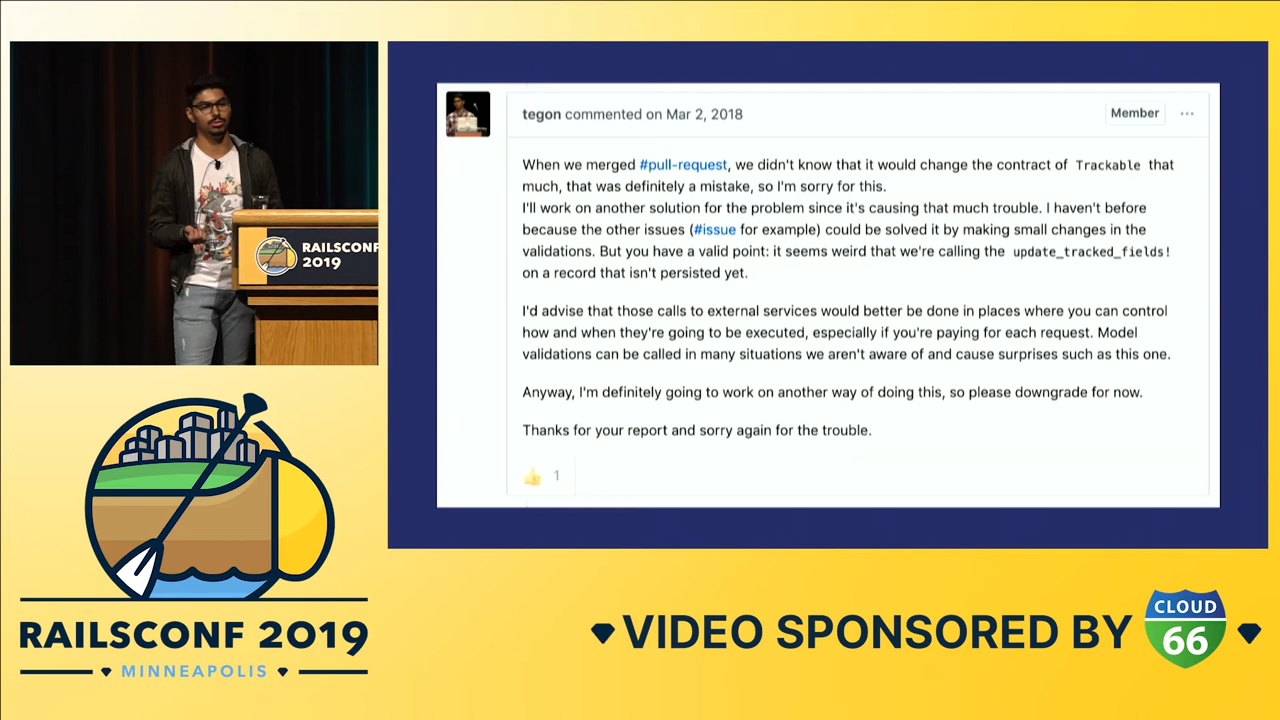 RAILSCONF
2019
tegon commented on Mar 2, 2018
Member
...
When we merged #pull-request, we didn't know that it would change the contract of Trackable that
much, that was definitely a mistake, so I'm sorry for this.
I'll work on another solution for the problem since it's causing that much trouble. I haven't before
because the other issues (#issue for example) could be solved it by making small changes in the
validations. But you have a valid point: it seems weird that we're calling the update_tracked_fields!
on a record that isn't persisted yet.
I'd advise that those calls to external services would better be done in places where you can control
how and when they're going to be executed, especially if you're paying for each request. Model
validations can be called in many situations we aren't aware of and cause surprises such as this one.
Anyway, I'm definitely going to work on another way of doing this, so please downgrade for now.
Thanks for your report and sorry again for the trouble.
👍 1
RAILSCONF 2019
MINNEAPOLIS
VIDEO SPONSORED BY
CLOUD
66